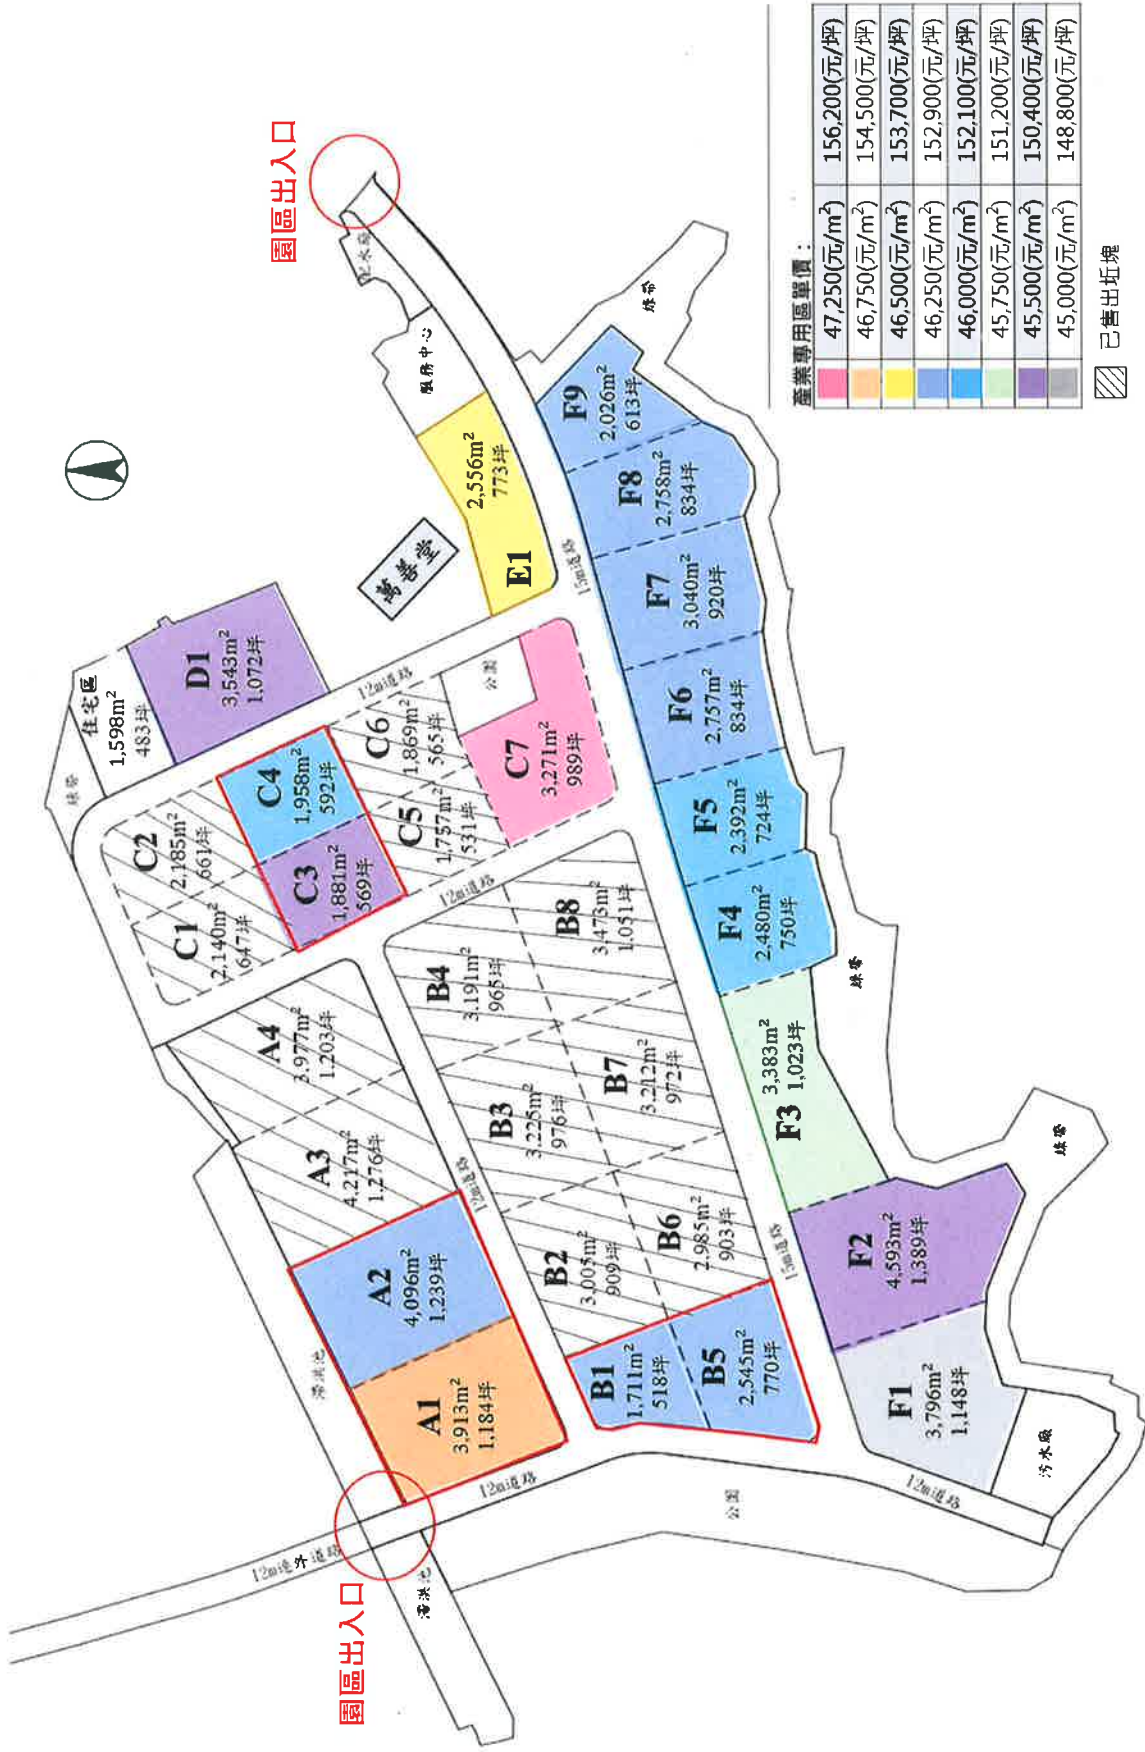 園區出入口
園區出入口
配水廠
服務中心
綠帶
萬善堂
E1
2,556m²
773坪
15m道路
F9
2,026m²
613坪
F8
2,758m²
834坪
F7
3,040m²
920坪
F6
2,757m²
834坪
F5
2,392m²
724坪
F4
2,480m²
750坪
F3
3,383m²
1,023坪
F2
4,593m²
1,389坪
F1
3,796m²
1,148坪
污水廠
綠帶
綠帶
綠帶
住宅區
1,598m²
483坪
D1
3,543m²
1,072坪
12m道路
C1
2,140m²
647坪
C2
2,185m²
661坪
C3
1,881m²
569坪
C4
1,958m²
592坪
C5
1,757m²
531坪
C6
1,869m²
565坪
公園
C7
3,271m²
989坪
12m道路
A1
3,913m²
1,184坪
A2
4,096m²
1,239坪
A3
4,217m²
1,276坪
A4
3,977m²
1,203坪
12m道路
B1
1,711m²
518坪
B2
3,005m²
909坪
B3
3,225m²
976坪
B4
3,191m²
965坪
B5
2,545m²
770坪
B6
2,985m²
903坪
B7
3,212m²
972坪
B8
3,473m²
1,051坪
15m道路
滯洪池
滯洪池
12m連外道路
12m道路
12m道路
公園
產業專用區單價：
47,250(元/m²) 156,200(元/坪)
46,750(元/m²) 154,500(元/坪)
46,500(元/m²) 153,700(元/坪)
46,250(元/m²) 152,900(元/坪)
46,000(元/m²) 152,100(元/坪)
45,750(元/m²) 151,200(元/坪)
45,500(元/m²) 150,400(元/坪)
45,000(元/m²) 148,800(元/坪)
已售出坵塊